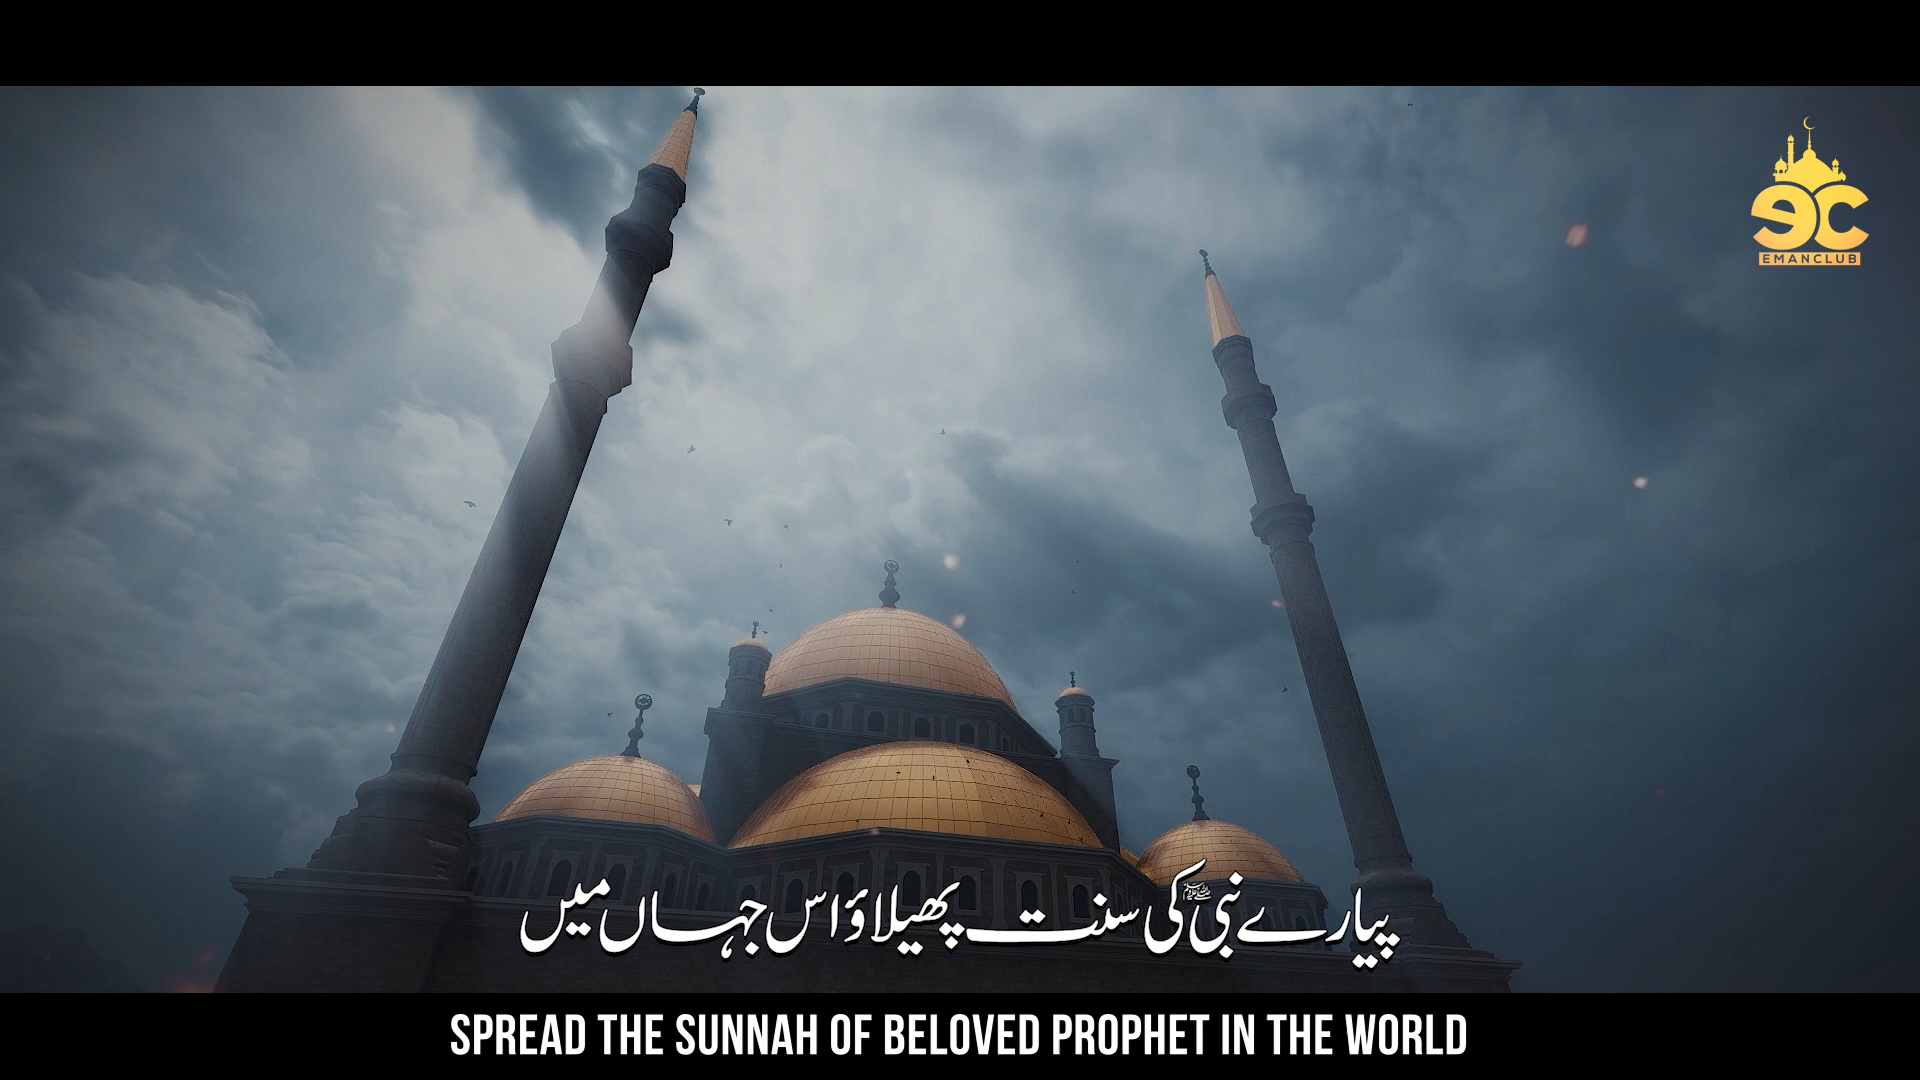 EC
EMANCLUB
پیارے نبی ﷺ کی سنت پھیلاؤ اس جہاں میں
SPREAD THE SUNNAH OF BELOVED PROPHET IN THE WORLD